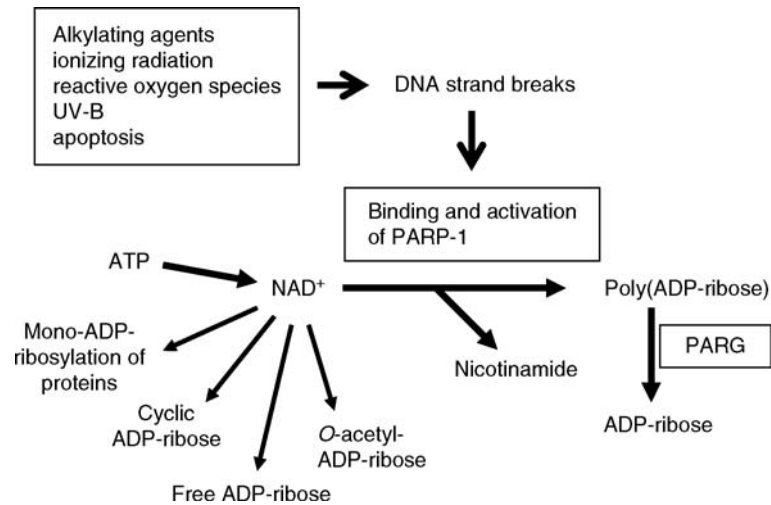 Alkylating agents
ionizing radiation
reactive oxygen species
UV-B
apoptosis
DNA strand breaks
Binding and activation
of PARP-1
ATP
NAD+
Poly(ADP-ribose)
Nicotinamide
PARG
ADP-ribose
Mono-ADP-
ribosylation of
proteins
Cyclic
ADP-ribose
Free ADP-ribose
O-acetyl-
ADP-ribose